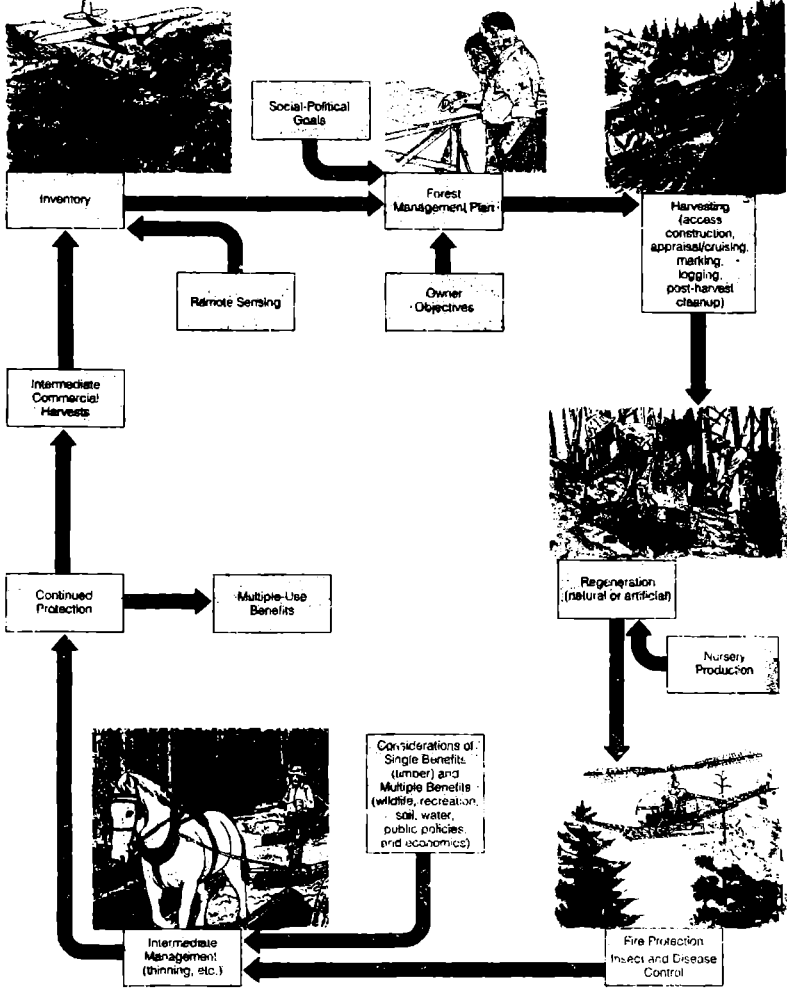 Social-Political
Goals
Inventory
Forest
Management Plan
Harvesting
(access
construction,
appraisal/cruising,
marking,
logging,
post-harvest
cleanup)
Remote Sensing
Owner
Objectives
Intermediate
Commercial
Harvests
Continued
Protection
Multiple-Use
Benefits
Regeneration
(natural or artificial)
Nursery
Production
Considerations of
Single Benefits
(timber) and
Multiple Benefits
(wildlife, recreation,
soil, water,
public policies,
and economics)
Intermediate
Management
(thinning, etc.)
Fire Protection
Insect and Disease
Control